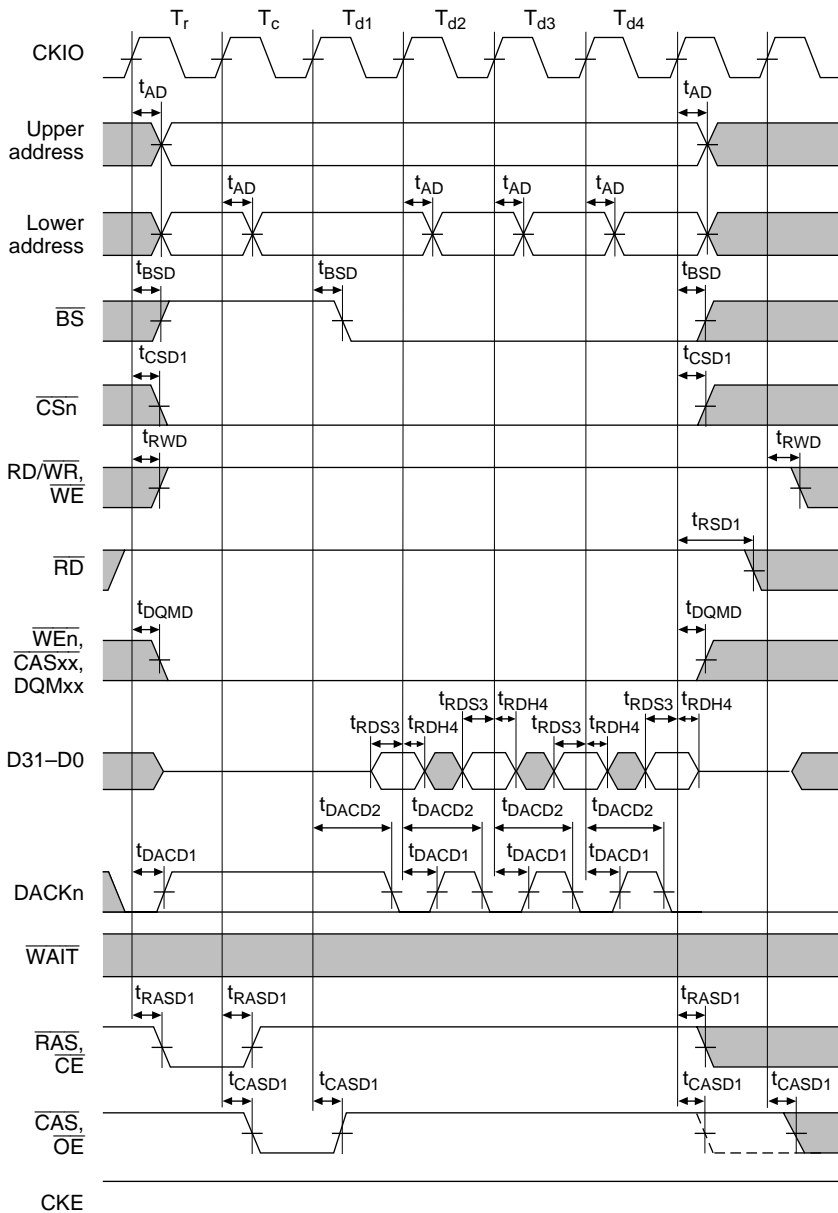 Tr Tc Td1 Td2 Td3 Td4
CKIO
tAD tAD
Upper
address
tAD tAD tAD tAD
Lower
address
tBSD tBSD tBSD
BS
tCSD1 tCSD1
CSn
tRWD tRWD
RD/WR,
WE
tRSD1
RD
tDQMD tDQMD
WEn,
CASxx,
DQMxx
tRDS3 tRDH4 tRDS3 tRDH4
tRDS3 tRDH4 tRDS3 tRDH4
D31–D0
tDACD2 tDACD2 tDACD2 tDACD2
tDACD1 tDACD1 tDACD1 tDACD1
DACKn
WAIT
tRASD1 tRASD1 tRASD1
RAS,
CE
tCASD1 tCASD1 tCASD1 tCASD1
CAS,
OE
CKE